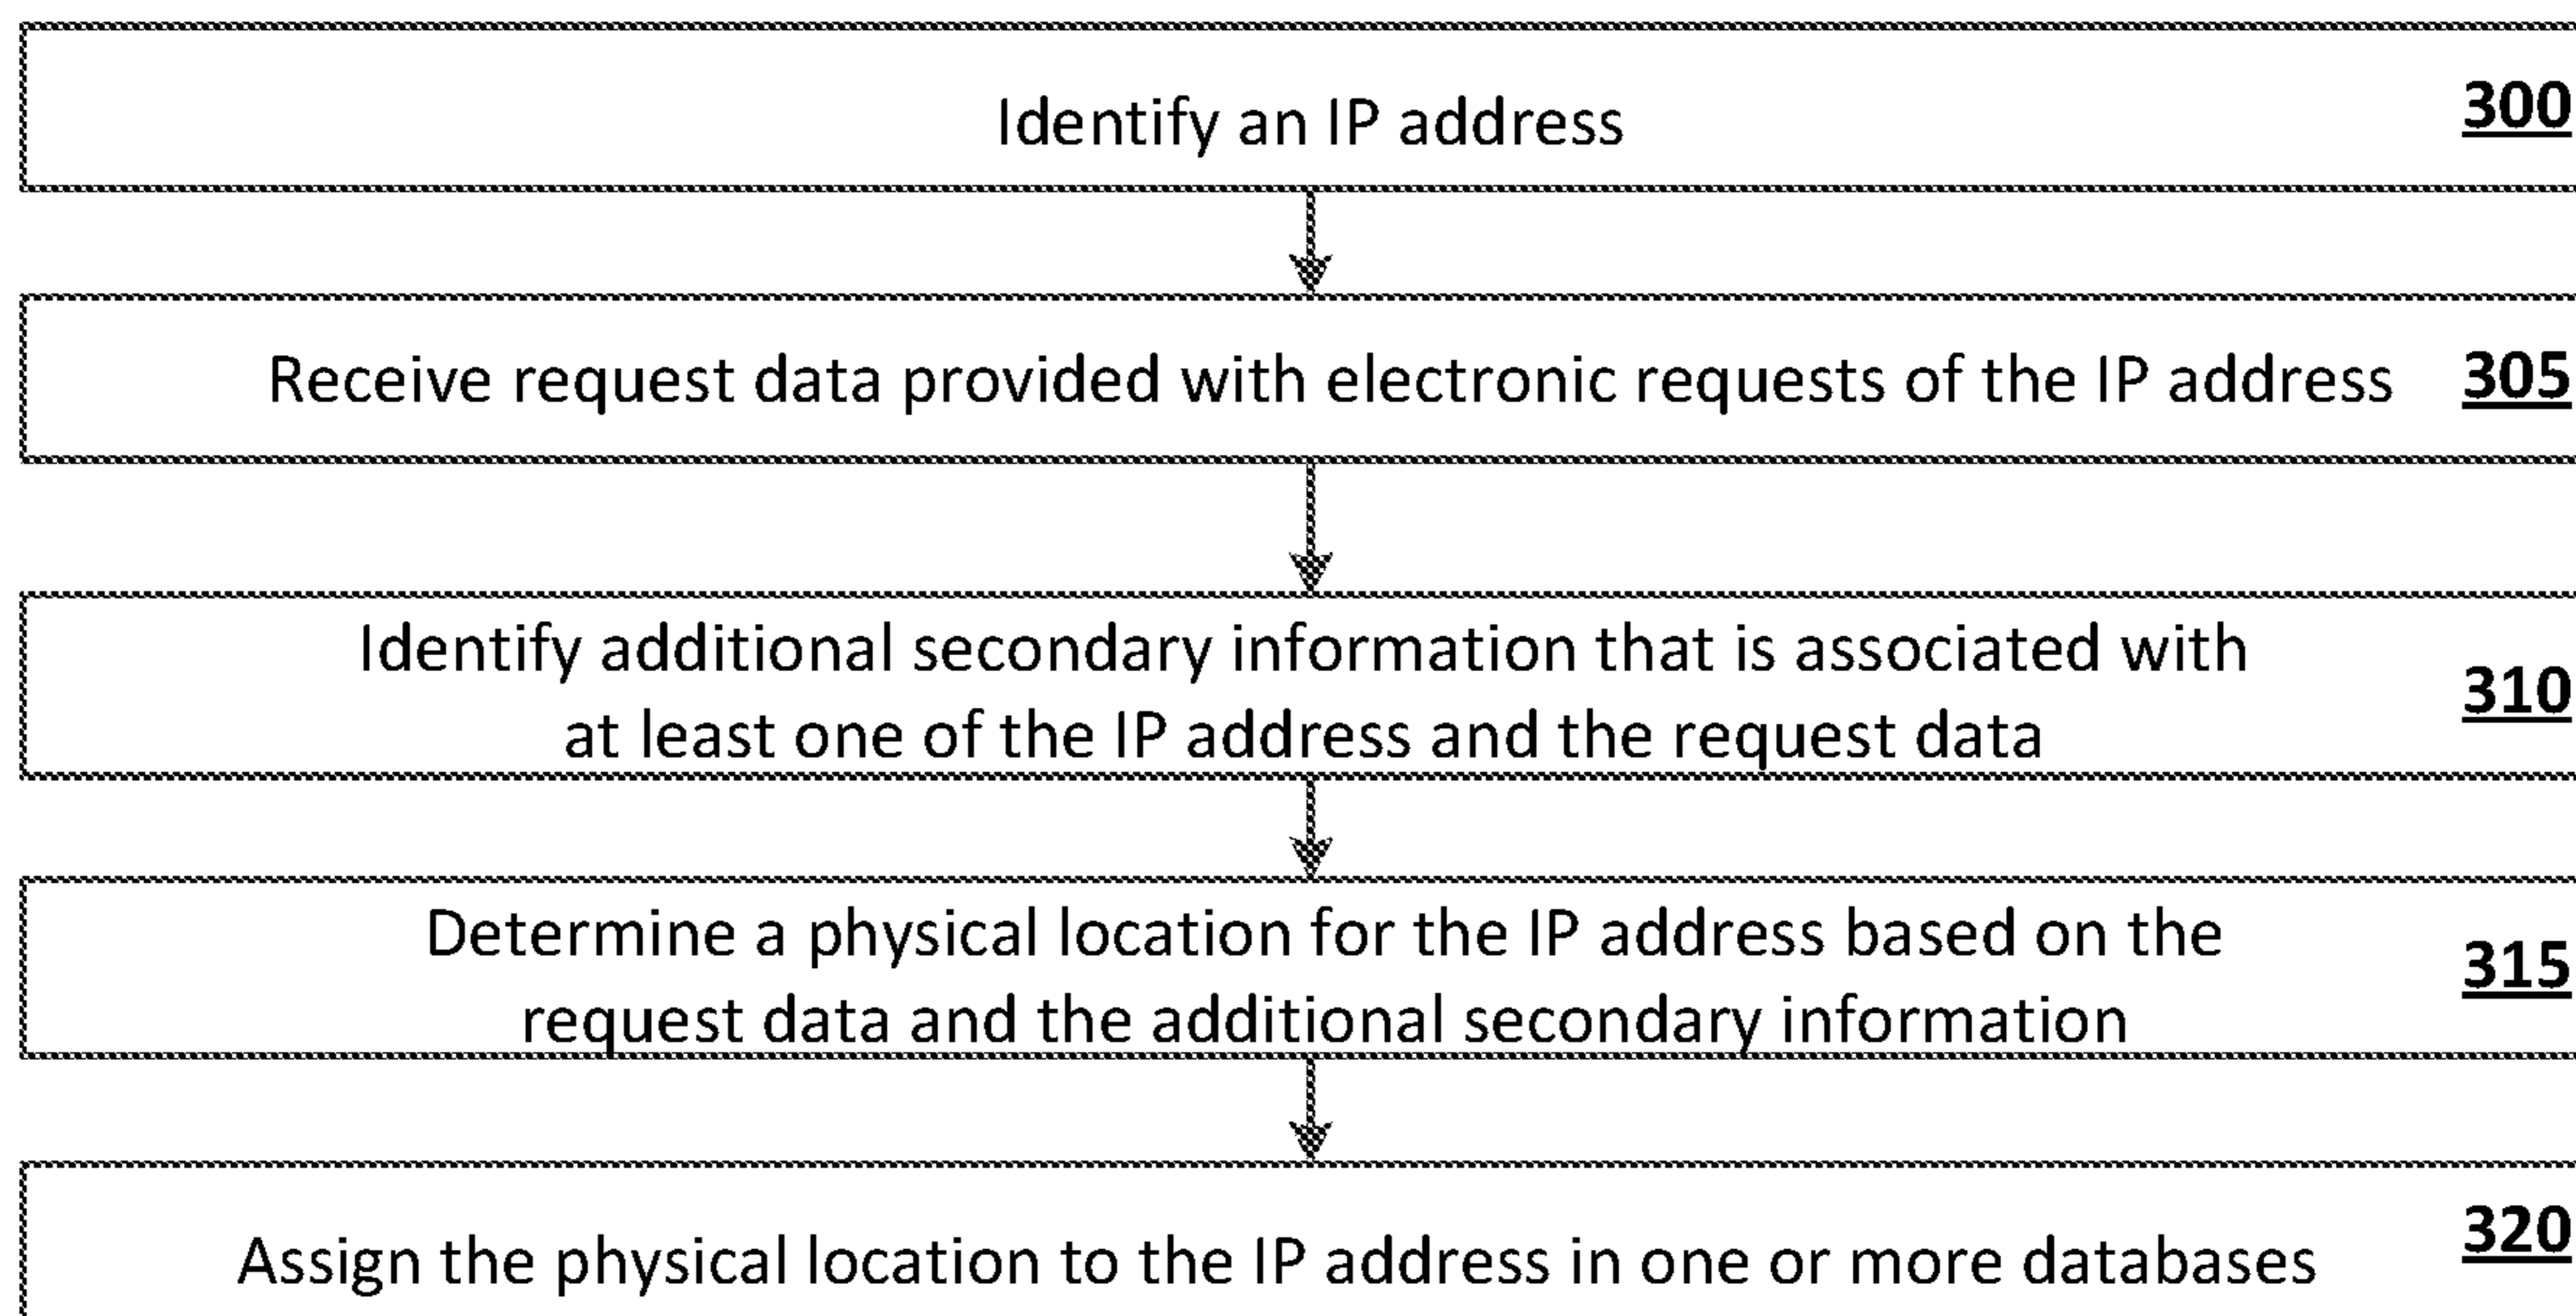 Identify an IP address 300
Receive request data provided with electronic requests of the IP address 305
Identify additional secondary information that is associated with
at least one of the IP address and the request data 310
Determine a physical location for the IP address based on the
request data and the additional secondary information 315
Assign the physical location to the IP address in one or more databases 320